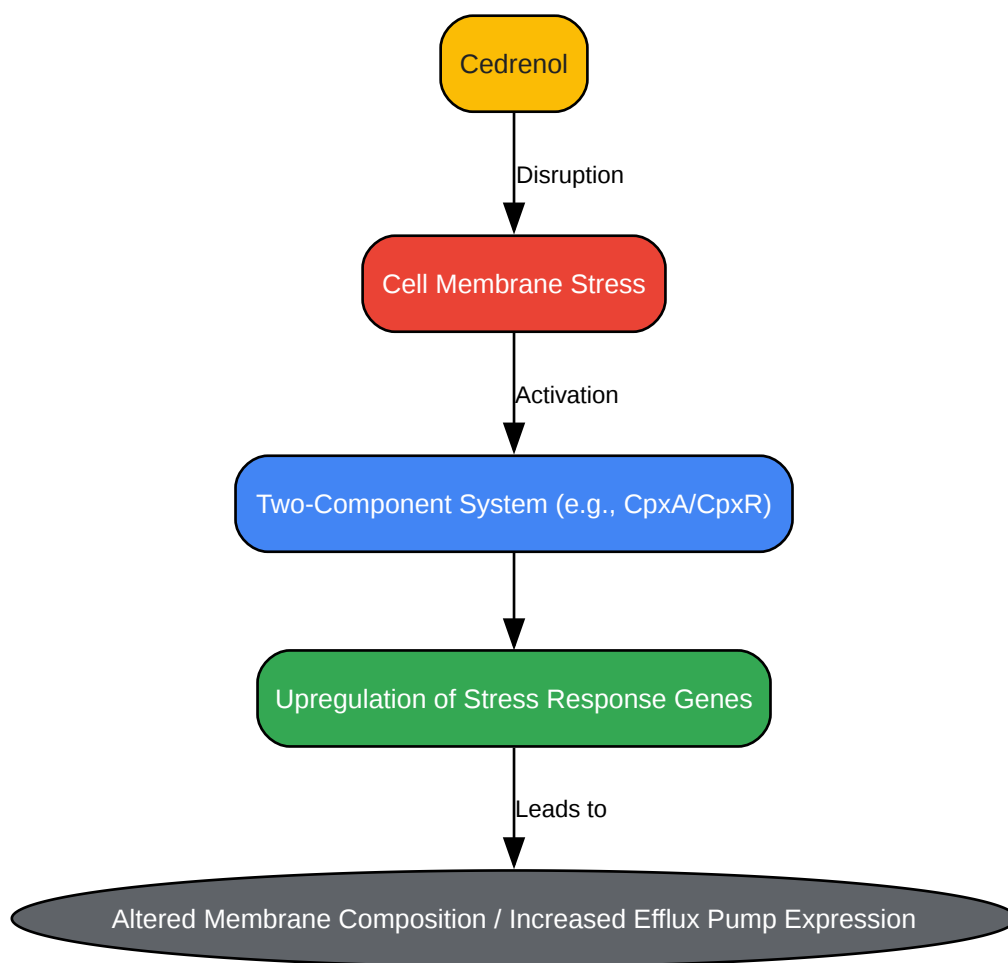 Cedrenol
Disruption
Cell Membrane Stress
Activation
Two-Component System (e.g., CpxA/CpxR)
Upregulation of Stress Response Genes
Leads to
Altered Membrane Composition / Increased Efflux Pump Expression